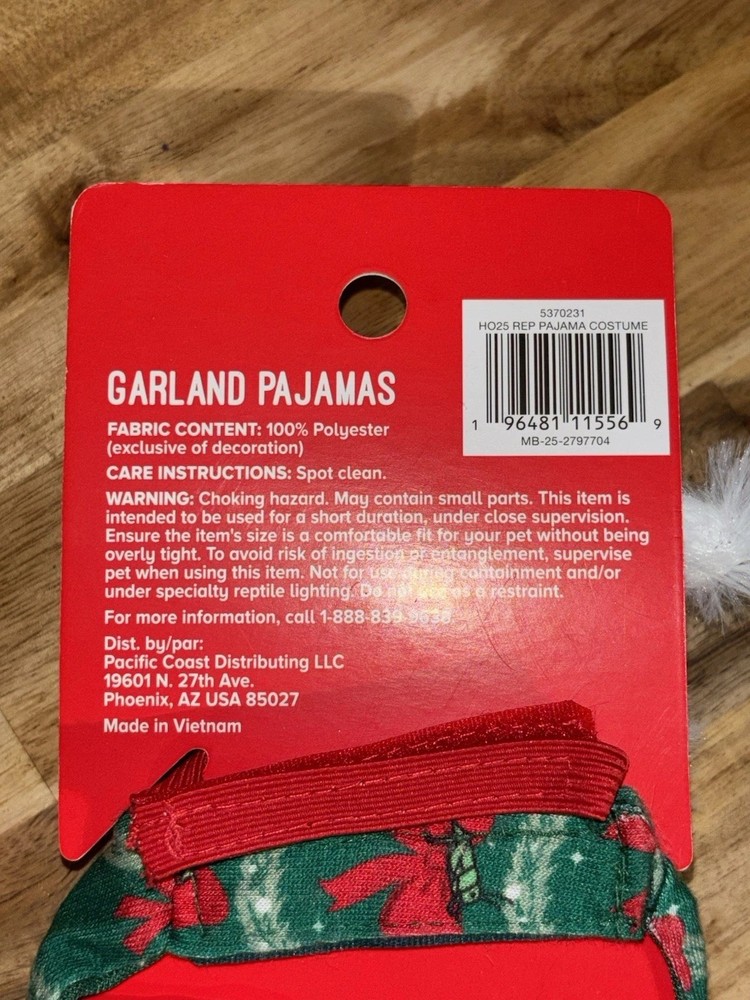 5370231
HO25 REP PAJAMA COSTUME
1 96481 11556 9
MB-25-2797704
GARLAND PAJAMAS
FABRIC CONTENT: 100% Polyester
(exclusive of decoration)
CARE INSTRUCTIONS: Spot clean.
WARNING: Choking hazard. May contain small parts. This item is
intended to be used for a short duration, under close supervision.
Ensure the item's size is a comfortable fit for your pet without being
overly tight. To avoid risk of ingestion or entanglement, supervise
pet when using this item. Not for use during containment and/or
under specialty reptile lighting. Do not use as a restraint.
For more information, call 1-888-839-9638
Dist. by/par:
Pacific Coast Distributing LLC
19601 N. 27th Ave.
Phoenix, AZ USA 85027
Made in Vietnam